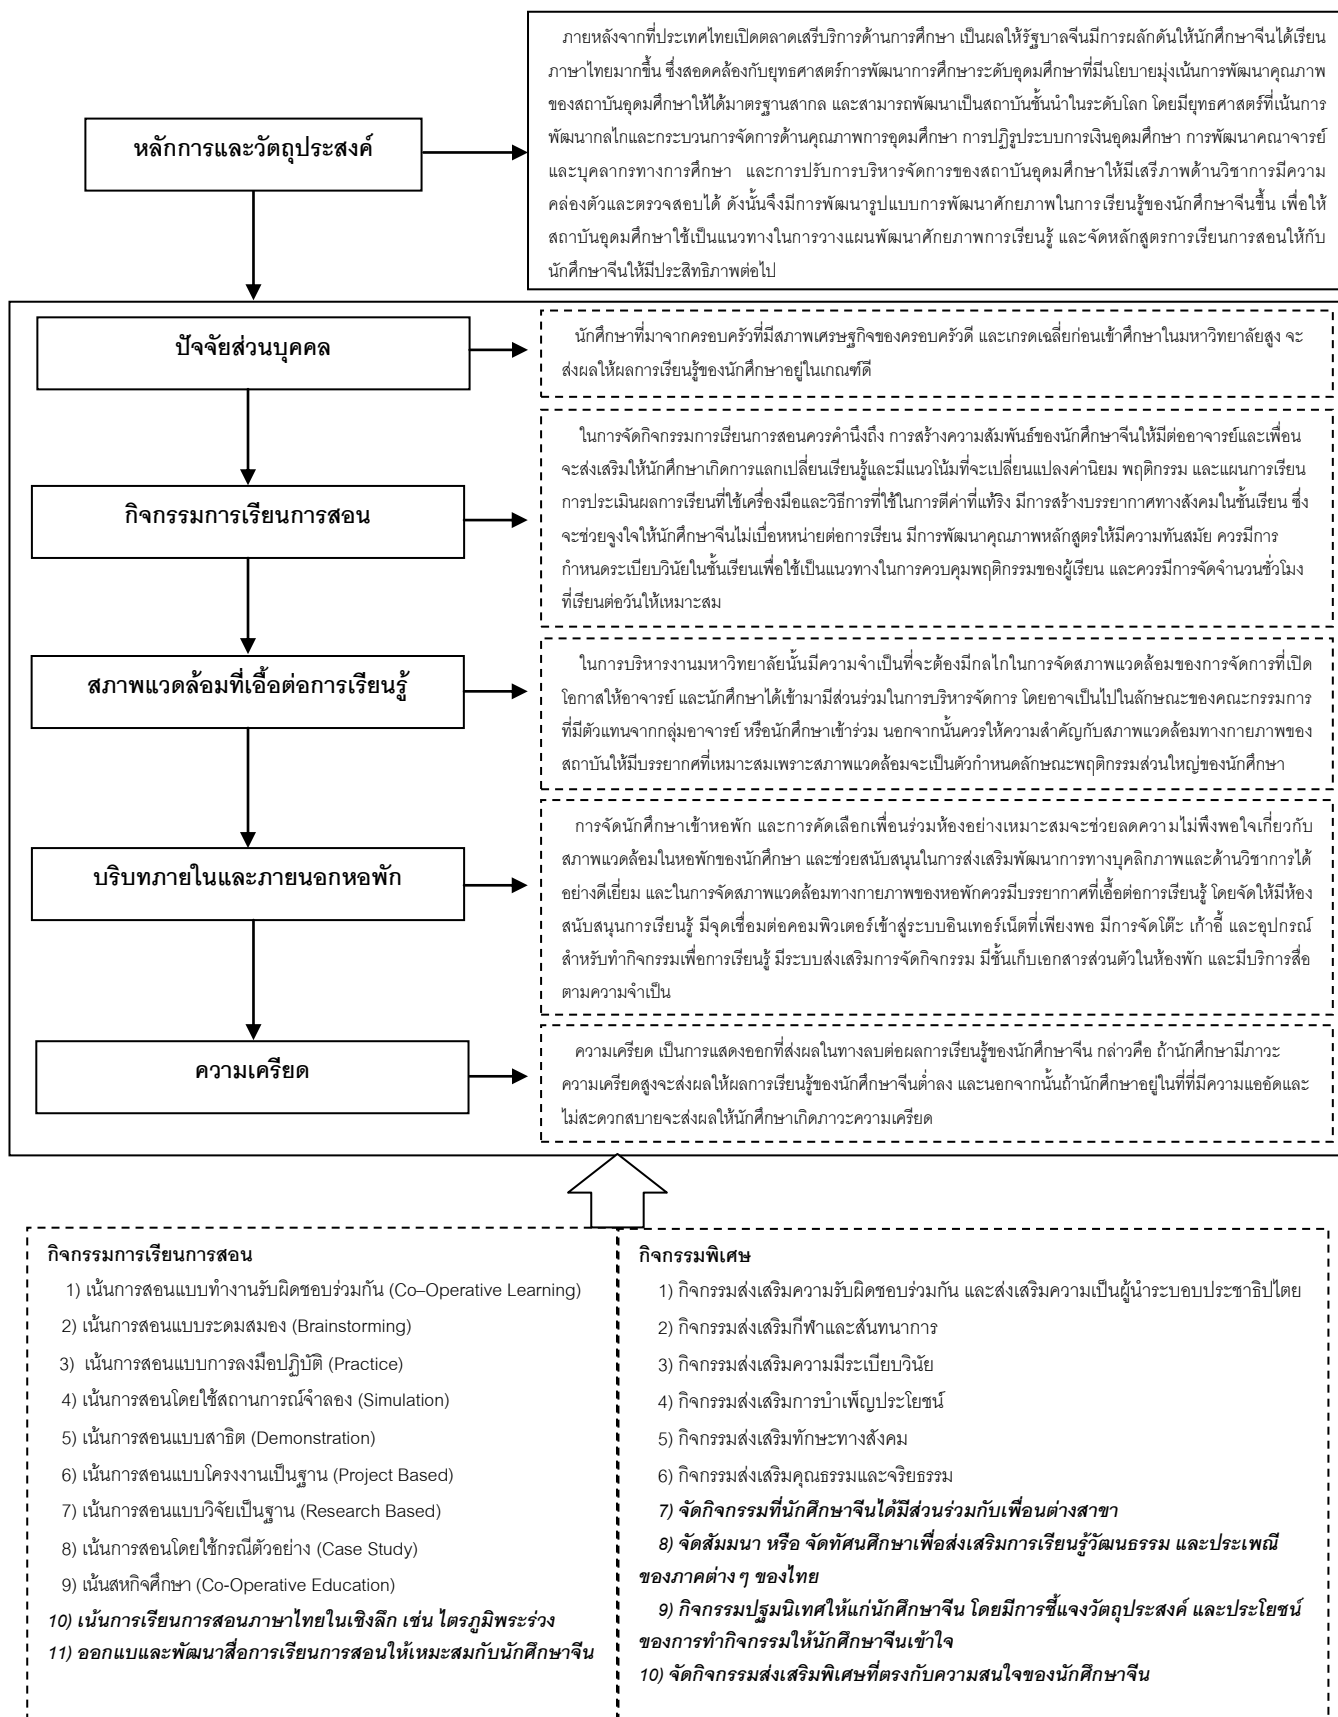 ภายหลังจากที่ประเทศไทยเปิดตลาดเสรีบริการด้านการศึกษา เป็นผลให้รัฐบาลจีนมีการผลักดันให้นักศึกษาจีนได้เรียน
ภาษาไทยมากขึ้น ซึ่งสอดคล้องกับยุทธศาสตร์การพัฒนาการศึกษาระดับอุดมศึกษาที่มีนโยบายมุ่งเน้นการพัฒนาคุณภาพ
ของสถาบันอุดมศึกษาให้ได้มาตรฐานสากล และสามารถพัฒนาเป็นสถาบันชั้นนำในระดับโลก โดยมียุทธศาสตร์ที่เน้นการ
พัฒนากลไกและกระบวนการจัดการด้านคุณภาพการอุดมศึกษา การปฏิรูประบบการเงินอุดมศึกษา การพัฒนาคณาจารย์
และบุคลากรทางการศึกษา และการปรับการบริหารจัดการของสถาบันอุดมศึกษาให้มีเสรีภาพด้านวิชาการมีความ
คล่องตัวและตรวจสอบได้ ดังนั้นจึงมีการพัฒนารูปแบบการพัฒนาศักยภาพในการเรียนรู้ของนักศึกษาจีนขึ้น เพื่อให้
สถาบันอุดมศึกษาใช้เป็นแนวทางในการวางแผนพัฒนาศักยภาพการเรียนรู้ และจัดหลักสูตรการเรียนการสอนให้กับ
นักศึกษาจีนให้มีประสิทธิภาพต่อไป
หลักการและวัตถุประสงค์
ปัจจัยส่วนบุคคล
นักศึกษาที่มาจากครอบครัวที่มีสภาพเศรษฐกิจของครอบครัวดี และเกรดเฉลี่ยก่อนเข้าศึกษาในมหาวิทยาลัยสูง จะ
ส่งผลให้ผลการเรียนรู้ของนักศึกษาอยู่ในเกณฑ์ดี
กิจกรรมการเรียนการสอน
ในการจัดกิจกรรมการเรียนการสอนควรคำนึงถึง การสร้างความสัมพันธ์ของนักศึกษาจีนให้มีต่ออาจารย์และเพื่อน
จะส่งเสริมให้นักศึกษาเกิดการแลกเปลี่ยนเรียนรู้และมีแนวโน้มที่จะเปลี่ยนแปลงค่านิยม พฤติกรรม และแผนการเรียน
การประเมินผลการเรียนที่ใช้เครื่องมือและวิธีการที่ใช้ในการตีค่าที่แท้ริง มีการสร้างบรรยากาศทางสังคมในชั้นเรียน ซึ่ง
จะช่วยจูงใจให้นักศึกษาจีนไม่เบื่อหหน่ายต่อการเรียน มีการพัฒนาคุณภาพหลักสูตรให้มีความทันสมัย ควรมีการ
กำหนดระเบียบวินัยในชั้นเรียนเพื่อใช้เป็นแนวทางในการควบคุมพฤติกรรมของผู้เรียน และควรมีการจัดจำนวนชั่วโมง
ที่เรียนต่อวันให้เหมาะสม
สภาพแวดล้อมที่เอื้อต่อการเรียนรู้
ในการบริหารงานมหาวิทยาลัยนั้นมีความจำเป็นที่จะต้องมีกลไกในการจัดสภาพแวดล้อมของการจัดการที่เปิด
โอกาสให้อาจารย์ และนักศึกษาได้เข้ามามีส่วนร่วมในการบริหารจัดการ โดยอาจเป็นไปในลักษณะของคณะกรรมการ
ที่มีตัวแทนจากกลุ่มอาจารย์ หรือนักศึกษาเข้าร่วม นอกจากนั้นควรให้ความสำคัญกับสภาพแวดล้อมทางกายภาพของ
สถาบันให้มีบรรยากศที่เหมาะสมเพราะสภาพแวดล้อมจะเป็นตัวกำหนดลักษณะพฤติกรรมส่วนใหญ่ของนักศึกษา
บริบทภายในและภายนอกหอพัก
การจัดนักศึกษาเข้าหอพัก และการคัดเลือกเพื่อนร่วมห้องอย่างเหมาะสมจะช่วยลดความไม่พึงพอใจเกี่ยวกับ
สภาพแวดล้อมในหอพักของนักศึกษา และช่วยสนับสนุนในการส่งเสริมพัฒนาการทางบุคลิกภาพและด้านวิชาการได้
อย่างดีเยี่ยม และในการจัดสภาพแวดล้อมทางกายภาพของหอพักควรมีบรรยากาศที่เอื้อต่อการเรียนรู้ โดยจัดให้มีห้อง
สนับสนุนการเรียนรู้ มีจุดเชื่อมต่อคอมพิวเตอร์เข้าสู่ระบบอินเทอร์เน็ตที่เพียงพอ มีการจัดโต๊ะ เก้าอี้ และอุปกรณ์
สำหรับทำกิจกรรมเพื่อการเรียนรู้ มีระบบส่งเสริมการจัดกิจกรรม มีชั้นเก็บเอกสารส่วนตัวในห้องพัก และมีบริการสื่อ
ตามความจำเป็น
ความเครียด
ความเครียด เป็นการแสดงออกที่ส่งผลในทางลบต่อผลการเรียนรู้ของนักศึกษาจีน กล่าวคือ ถ้านักศึกษามีภาวะ
ความเครียดสูงจะส่งผลให้ผลการเรียนรู้ของนักศึกษาจีนต่ำลง และนอกจากนั้นถ้านักศึกษาอยู่ในที่ที่มีความแออัดและ
ไม่สะดวกสบายจะส่งผลให้นักศึกษาเกิดภาวะความเครียด
กิจกรรมการเรียนการสอน
1) เน้นการสอนแบบทำงานรับผิดชอบร่วมกัน (Co–Operative Learning)
2) เน้นการสอนแบบระดมสมอง (Brainstorming)
3) เน้นการสอนแบบการลงมือปฏิบัติ (Practice)
4) เน้นการสอนโดยใช้สถานการณ์จำลอง (Simulation)
5) เน้นการสอนแบบสาธิต (Demonstration)
6) เน้นการสอนแบบโครงงานเป็นฐาน (Project Based)
7) เน้นการสอนแบบวิจัยเป็นฐาน (Research Based)
8) เน้นการสอนโดยใช้กรณีตัวอย่าง (Case Study)
9) เน้นสหกิจศึกษา (Co-Operative Education)
10) เน้นการเรียนการสอนภาษาไทยในเชิงลึก เช่น ไตรภูมิพระร่วง
11) ออกแบและพัฒนาสื่อการเรียนการสอนให้เหมาะสมกับนักศึกษาจีน
กิจกรรมพิเศษ
1) กิจกรรมส่งเสริมความรับผิดชอบร่วมกัน และส่งเสริมความเป็นผู้นำระบอบประชาธิปไตย
2) กิจกรรมส่งเสริมกีฬาและสันทนาการ
3) กิจกรรมส่งเสริมความมีระเบียบวินัย
4) กิจกรรมส่งเสริมการบำเพ็ญประโยชน์
5) กิจกรรมส่งเสริมทักษะทางสังคม
6) กิจกรรมส่งเสริมคุณธรรมและจริยธรรม
7) จัดกิจกรรมที่นักศึกษาจีนได้มีส่วนร่วมกับเพื่อนต่างสาขา
8) จัดสัมมนา หรือ จัดทัศนศึกษาเพื่อส่งเสริมการเรียนรู้วัฒนธรรม และประเพณี
ของภาคต่าง ๆ ของไทย
9) กิจกรรมปฐมนิเทศให้แก่นักศึกษาจีน โดยมีการชี้แจงวัตถุประสงค์ และประโยชน์
ของการทำกิจกรรมให้นักศึกษาจีนเข้าใจ
10) จัดกิจกรรมส่งเสริมพิเศษที่ตรงกับความสนใจของนักศึกษาจีน